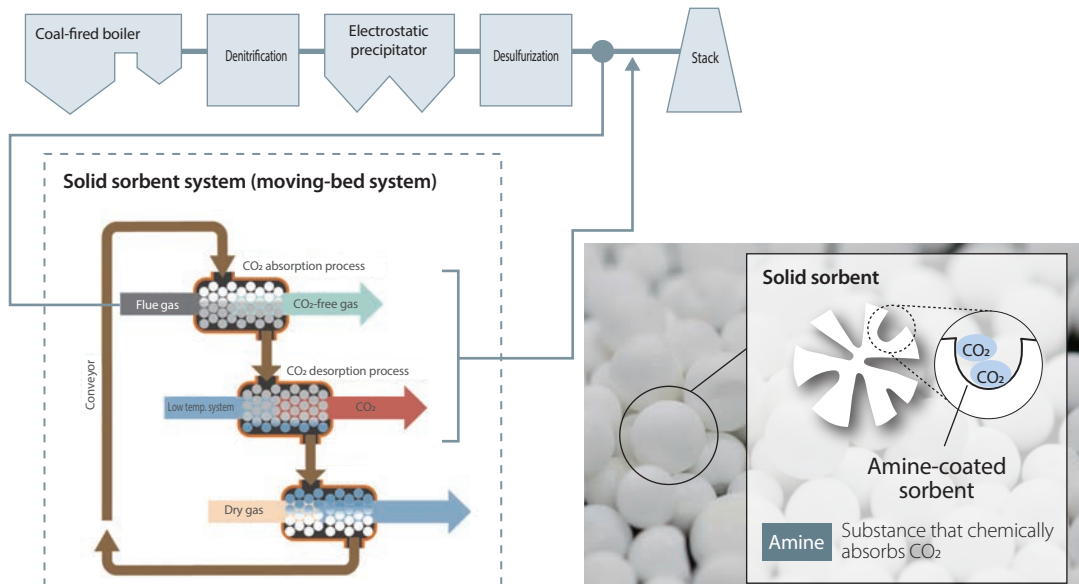 Coal-fired boiler
Denitrification
Electrostatic
precipitator
Desulfurization
Stack
Solid sorbent system (moving-bed system)
CO₂ absorption process
Flue gas
CO₂-free gas
Conveyor
CO₂ desorption process
Low temp. system
CO₂
Dry gas
Solid sorbent
CO₂
CO₂
Amine-coated
sorbent
Amine
Substance that chemically
absorbs CO₂